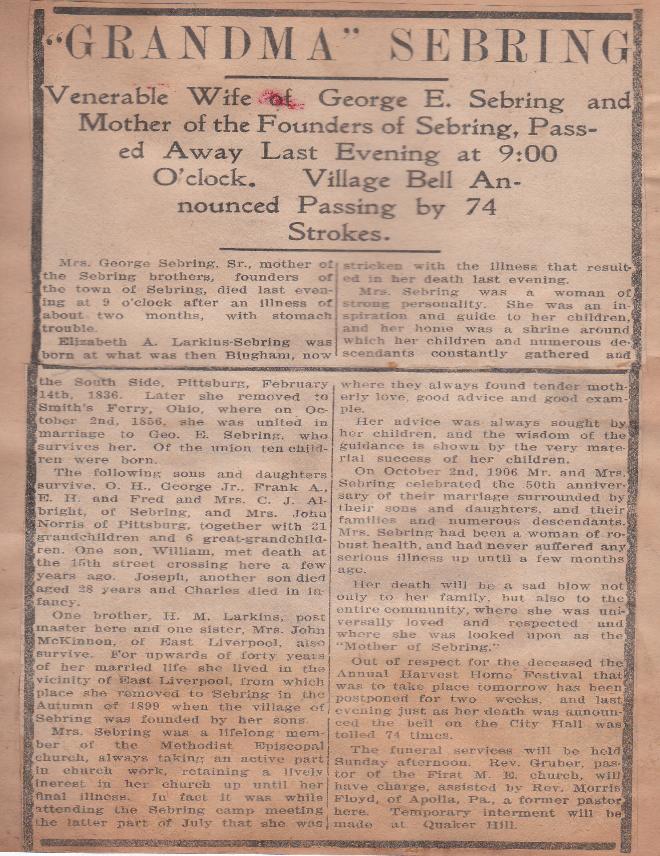 "GRANDMA" SEBRING
Venerable Wife of George E. Sebring and
Mother of the Founders of Sebring, Pass-
ed Away Last Evening at 9:00
O'clock. Village Bell An-
nounced Passing by 74
Strokes.
Mrs. George Sebring, Sr., mother of
the Sebring brothers, founders of
the town of Sebring, died last even-
ing at 9 o'clock after an illness of
about two months, with stomach
trouble.
Elizabeth A. Larkins-Sebring was
born at what was then Bingham, now
the South Side, Pittsburg, February
14th, 1836. Later she removed to
Smith's Ferry, Ohio, where on Oc-
tober 2nd, 1856, she was united in
marriage to Geo. E. Sebring, who
survives her. Of the union ten child-
ren were born.
The following sons and daughters
survive, O. H., George Jr., Frank A.,
E. H. and Fred and Mrs. C. J. Al-
bright, of Sebring, and Mrs. John
Norris of Pittsburg, together with 21
grandchildren and 6 great-grandchild-
ren. One son, William, met death at
the 15th street crossing here a few
years ago. Joseph, another son died
aged 28 years and Charles died in in-
fancy.
One brother, H. M. Larkins, post
master here and one sister, Mrs. John
McKinnon, of East Liverpool, also
survive. For upwards of forty years
of her married life she lived in the
vicinity of East Liverpool, from which
place she removed to Sebring in the
Autumn of 1899 when the village of
Sebring was founded by her sons.
Mrs. Sebring was a lifelong mem-
ber of the Methodist Episcopal
church, always taking an active part
in church work, retaining a lively
inerest in her church up until her
final illness. In fact it was while
attending the Sebring camp meeting
the latter part of July that she was
stricken with the illness that result-
ed in her death last evening.
Mrs. Sebring was a woman of
strong personality. She was an in-
spiration and guide to her children,
and her home was a shrine around
which her children and numerous de-
scendants constantly gathered and
where they always found tender moth-
erly love, good advice and good exam-
ple.
Her advice was always sought by
her children, and the wisdom of the
guidance is shown by the very mate-
rial success of her children.
On October 2nd, 1906 Mr. and Mrs.
Sebring celebrated the 50th anniver-
sary of their marriage surrounded by
their sons and daughters, and their
families and numerous descendants.
Mrs. Sebring had been a woman of ro-
bust health, and had never suffered any
serious illness up until a few months
ago.
Her death will be a sad blow not
only to her family, but also to the
entire community, where she was uni-
versally loved and respected and
where she was looked upon as the
"Mother of Sebring."
Out of respect for the deceased the
Annual Harvest Home Festival that
was to take place tomorrow has been
postponed for two weeks, and last
evening just as her death was announ-
ced the bell on the City Hall was
tolled 74 times.
The funeral services will be held
Sunday afternoon. Rev. Gruber, pas-
tor of the First M. E. church, will
have charge, assisted by Rev. Morris
Floyd, of Apolla, Pa., a former pastor
here. Temporary interment will be
made at Quaker Hill.